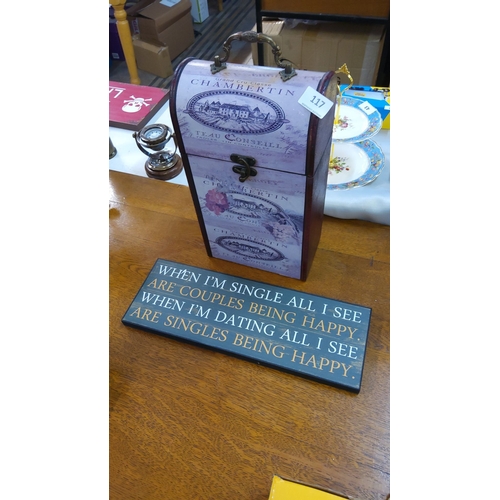 CHAMBERTIN
117
CHAMBERTIN
CHAMBERTIN
WHEN I'M SINGLE ALL I SEE
ARE COUPLES BEING HAPPY.
WHEN I'M DATING ALL I SEE
ARE SINGLES BEING HAPPY.